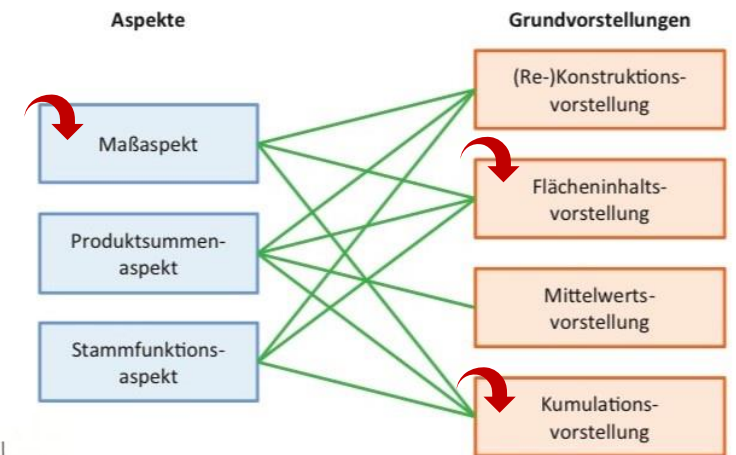 Aspekte
Grundvorstellungen
Maßaspekt
Produktsummen-
aspekt
Stammfunktions-
aspekt
(Re-)Konstruktions-
vorstellung
Flächeninhalts-
vorstellung
Mittelwerts-
vorstellung
Kumulations-
vorstellung